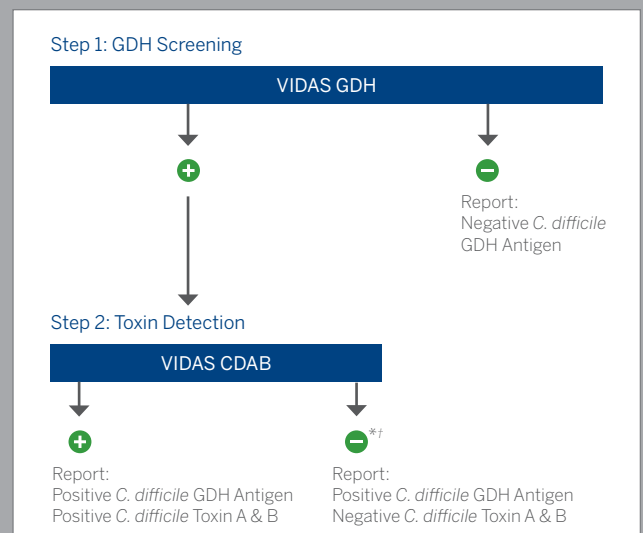 Step 1: GDH Screening
VIDAS GDH
Report:
Negative C. difficile
GDH Antigen
Step 2: Toxin Detection
VIDAS CDAB
*†
Report:
Positive C. difficile GDH Antigen
Positive C. difficile Toxin A & B
Report:
Positive C. difficile GDH Antigen
Negative C. difficile Toxin A & B